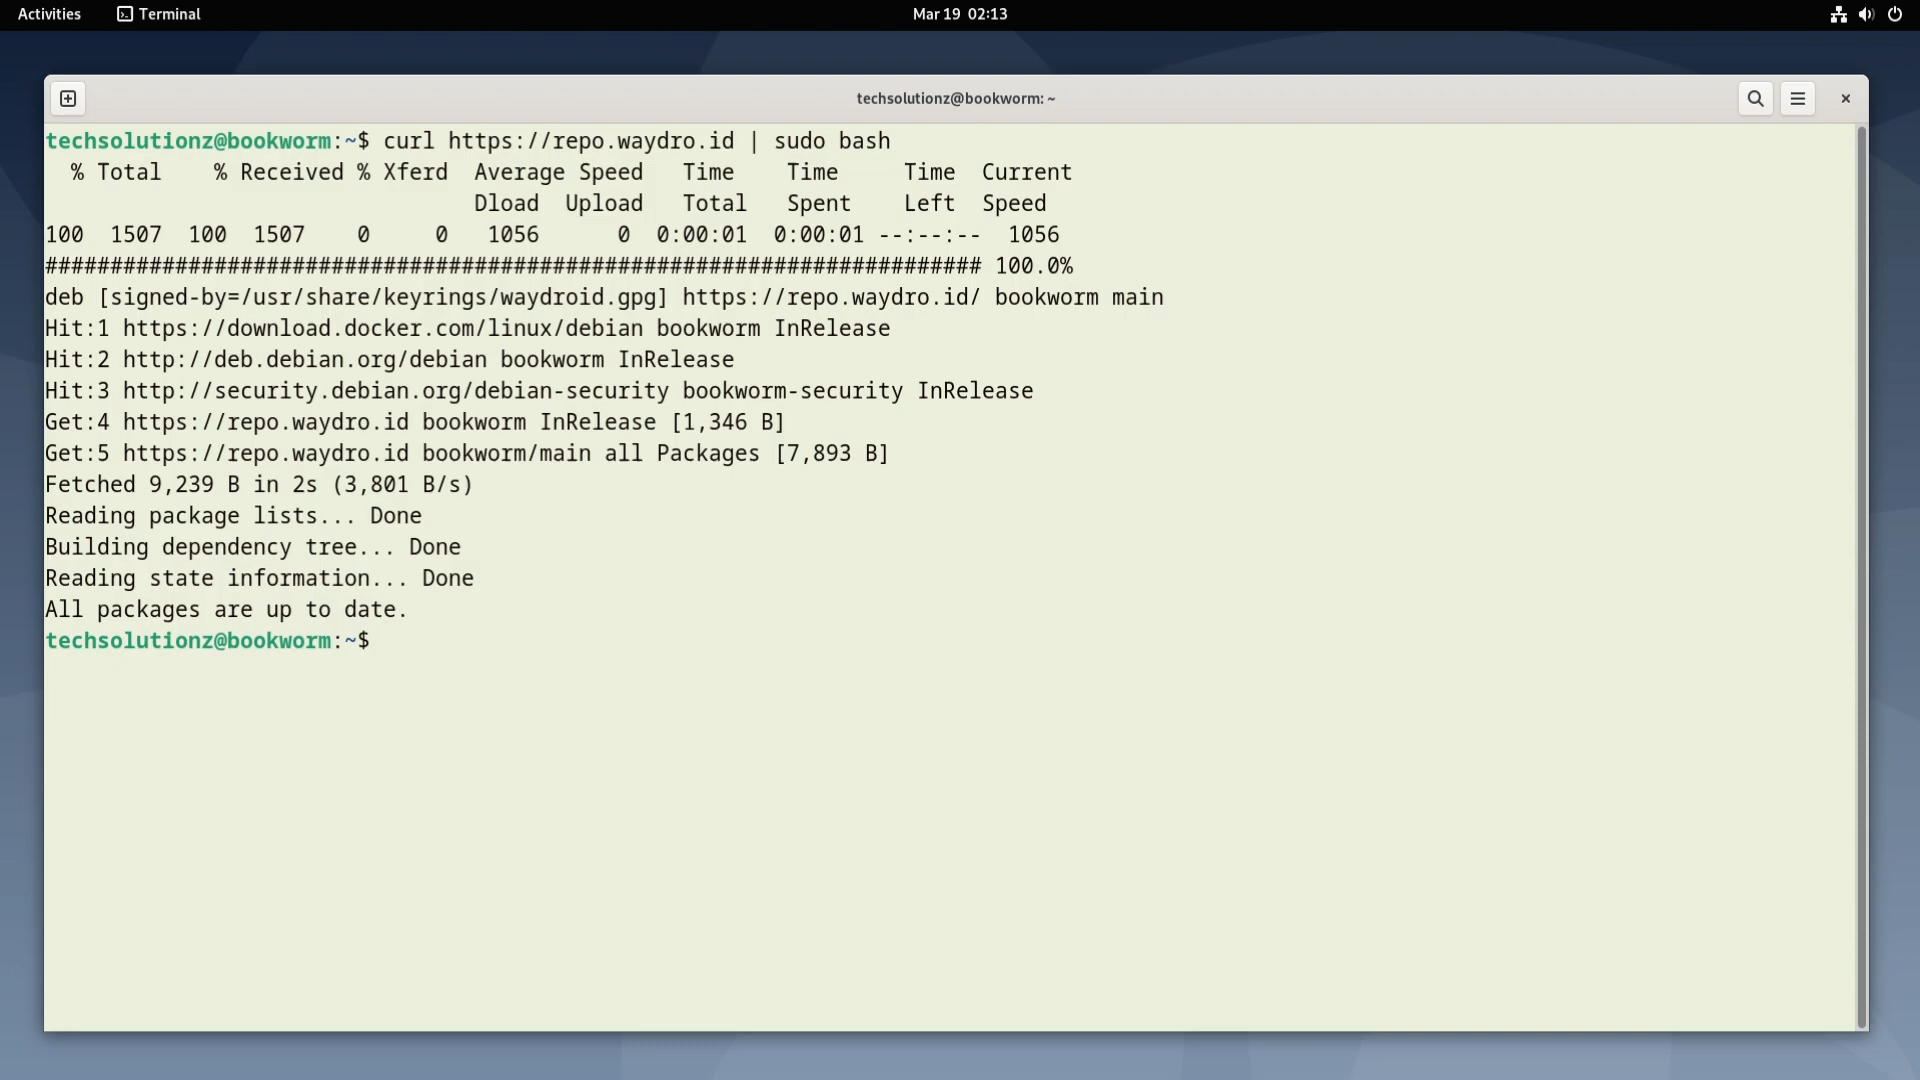 Activities Terminal Mar 19 02:13
techsolutionz@bookworm: ~
techsolutionz@bookworm:~$ curl https://repo.waydro.id | sudo bash
  % Total    % Received % Xferd  Average Speed   Time    Time     Time  Current
                                 Dload  Upload   Total   Spent    Left  Speed
100  1507  100  1507    0     0   1056      0  0:00:01  0:00:01 --:--:--  1056
######################################################################## 100.0%
deb [signed-by=/usr/share/keyrings/waydroid.gpg] https://repo.waydro.id/ bookworm main
Hit:1 https://download.docker.com/linux/debian bookworm InRelease
Hit:2 http://deb.debian.org/debian bookworm InRelease
Hit:3 http://security.debian.org/debian-security bookworm-security InRelease
Get:4 https://repo.waydro.id bookworm InRelease [1,346 B]
Get:5 https://repo.waydro.id bookworm/main all Packages [7,893 B]
Fetched 9,239 B in 2s (3,801 B/s)
Reading package lists... Done
Building dependency tree... Done
Reading state information... Done
All packages are up to date.
techsolutionz@bookworm:~$